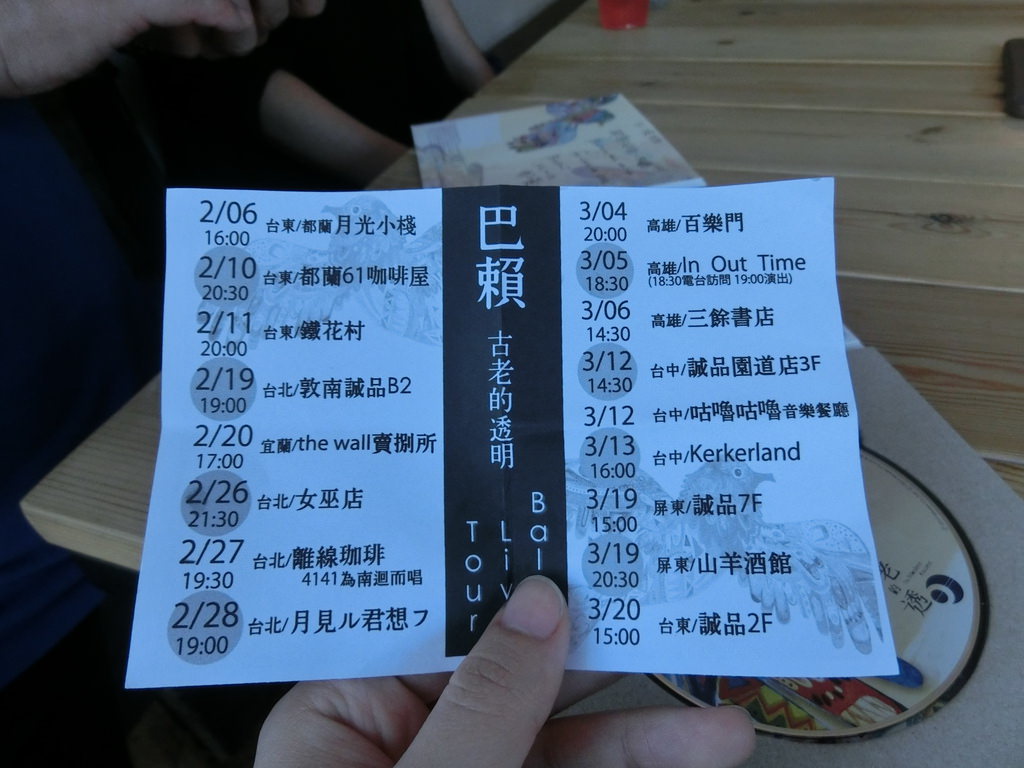 2/06 台東/都蘭月光小棧
16:00
2/10 台東/都蘭61咖啡屋
20:30
2/11 台東/鐵花村
20:00
2/19 台北/敦南誠品B2
19:00
2/20 宜蘭/the wall賣捌所
17:00
2/26 台北/女巫店
21:30
2/27 台北/離線珈琲
19:30 4141為南迴而唱
2/28 台北/月見ル君想フ
19:00
巴賴
古老的透明
Bal
Liv
Tour
3/04 高雄/百樂門
20:00
3/05 高雄/In Out Time
18:30 (18:30電台訪問 19:00演出)
3/06 高雄/三餘書店
14:30
3/12 台中/誠品園道店3F
14:30
3/12 台中/咕嚕咕嚕音樂餐廳
3/13 台中/Kerkerland
16:00
3/19 屏東/誠品7F
15:00
3/19 屏東/山羊酒館
20:30
3/20 台東/誠品2F
15:00
老的透